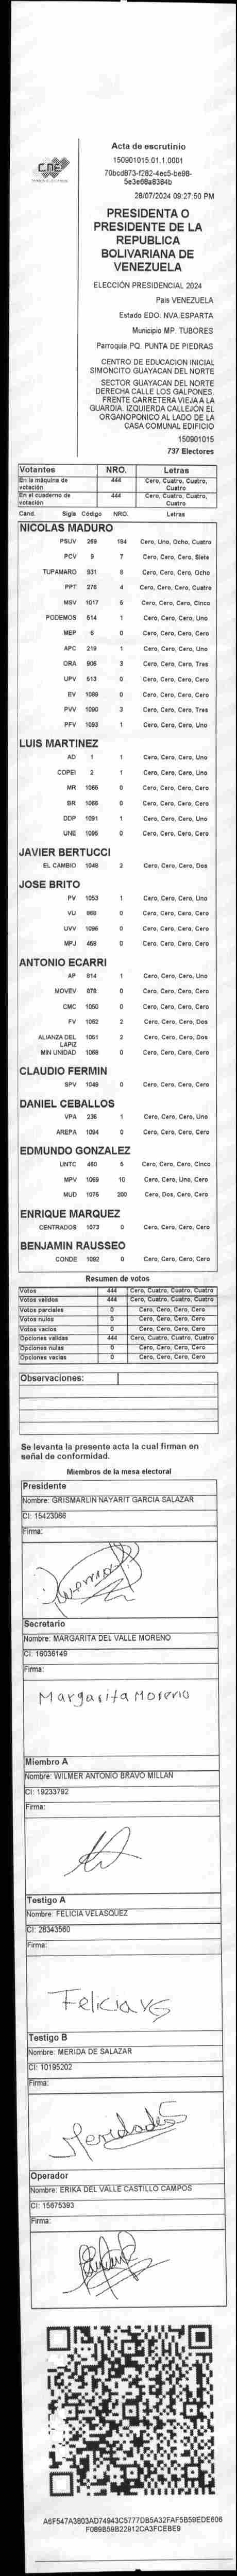 Acta de escrutinio
150901015.01.1.0001
CNE
70bcd873-f282-4ec5-be98-
5e3e68a8384b
28/07/2024 09:27:50 PM
PRESIDENTA O
PRESIDENTE DE LA
REPUBLICA
BOLIVARIANA DE
VENEZUELA
ELECCIÓN PRESIDENCIAL 2024
Pais VENEZUELA
Estado EDO. NVA.ESPARTA
Municipio MP. TUBORES
Parroquia PQ. PUNTA DE PIEDRAS
CENTRO DE EDUCACION INICIAL
SIMONCITO GUAYACAN DEL NORTE
SECTOR GUAYACAN DEL NORTE
DERECHA CALLE LOS GALPONES.
FRENTE CARRETERA VIEJA A LA
GUARDIA. IZQUIERDA CALLEJÓN EL
ORGANOPONICO AL LADO DE LA
CASA COMUNAL EDIFICIO
150901015
737 Electores
Votantes NRO. Letras
En la máquina de votación 444 Cero, Cuatro, Cuatro, Cuatro
En el cuaderno de votación 444 Cero, Cuatro, Cuatro, Cuatro
Cand. Sigla Código NRO. Letras
NICOLAS MADURO
PSUV 269 184 Cero, Uno, Ocho, Cuatro
PCV 9 7 Cero, Cero, Cero, Siete
TUPAMARO 931 8 Cero, Cero, Cero, Ocho
PPT 276 4 Cero, Cero, Cero, Cuatro
MSV 1017 5 Cero, Cero, Cero, Cinco
PODEMOS 514 1 Cero, Cero, Cero, Uno
MEP 6 0 Cero, Cero, Cero, Cero
APC 219 1 Cero, Cero, Cero, Uno
ORA 906 3 Cero, Cero, Cero, Tres
UPV 513 0 Cero, Cero, Cero, Cero
EV 1089 0 Cero, Cero, Cero, Cero
PVV 1090 3 Cero, Cero, Cero, Tres
PFV 1093 1 Cero, Cero, Cero, Uno
LUIS MARTINEZ
AD 1 1 Cero, Cero, Cero, Uno
COPEI 2 1 Cero, Cero, Cero, Uno
MR 1065 0 Cero, Cero, Cero, Cero
BR 1066 0 Cero, Cero, Cero, Cero
DDP 1091 1 Cero, Cero, Cero, Uno
UNE 1095 0 Cero, Cero, Cero, Cero
JAVIER BERTUCCI
EL CAMBIO 1048 2 Cero, Cero, Cero, Dos
JOSE BRITO
PV 1053 1 Cero, Cero, Cero, Uno
VU 868 0 Cero, Cero, Cero, Cero
UVV 1096 0 Cero, Cero, Cero, Cero
MPJ 458 0 Cero, Cero, Cero, Cero
ANTONIO ECARRI
AP 814 1 Cero, Cero, Cero, Uno
MOVEV 878 0 Cero, Cero, Cero, Cero
CMC 1050 0 Cero, Cero, Cero, Cero
FV 1062 2 Cero, Cero, Cero, Dos
ALIANZA DEL LAPIZ 1051 2 Cero, Cero, Cero, Dos
MIN UNIDAD 1088 0 Cero, Cero, Cero, Cero
CLAUDIO FERMIN
SPV 1049 0 Cero, Cero, Cero, Cero
DANIEL CEBALLOS
VPA 236 1 Cero, Cero, Cero, Uno
AREPA 1094 0 Cero, Cero, Cero, Cero
EDMUNDO GONZALEZ
UNTC 460 5 Cero, Cero, Cero, Cinco
MPV 1069 10 Cero, Cero, Uno, Cero
MUD 1075 200 Cero, Dos, Cero, Cero
ENRIQUE MARQUEZ
CENTRADOS 1073 0 Cero, Cero, Cero, Cero
BENJAMIN RAUSSEO
CONDE 1092 0 Cero, Cero, Cero, Cero
Resumen de votos
Votos 444 Cero, Cuatro, Cuatro, Cuatro
Votos validos 444 Cero, Cuatro, Cuatro, Cuatro
Votos parciales 0 Cero, Cero, Cero, Cero
Votos nulos 0 Cero, Cero, Cero, Cero
Votos vacios 0 Cero, Cero, Cero, Cero
Opciones validas 444 Cero, Cuatro, Cuatro, Cuatro
Opciones nulas 0 Cero, Cero, Cero, Cero
Opciones vacias 0 Cero, Cero, Cero, Cero
Observaciones:
Se levanta la presente acta la cual firman en
señal de conformidad.
Miembros de la mesa electoral
Presidente
Nombre: GRISMARLIN NAYARIT GARCIA SALAZAR
CI: 15423066
Firma:
Secretario
Nombre: MARGARITA DEL VALLE MORENO
CI: 16036149
Firma:
Margarita Moreno
Miembro A
Nombre: WILMER ANTONIO BRAVO MILLAN
CI: 19233792
Firma:
Testigo A
Nombre: FELICIA VELASQUEZ
CI: 28343560
Firma:
Felicia VG
Testigo B
Nombre: MERIDA DE SALAZAR
CI: 10195202
Firma:
Meridades
Operador
Nombre: ERIKA DEL VALLE CASTILLO CAMPOS
CI: 15675393
Firma:
A6F547A3803AD74943C5777DB5A32FAF5B59EDE606
F0B9B59B22912CA3FCEBE9